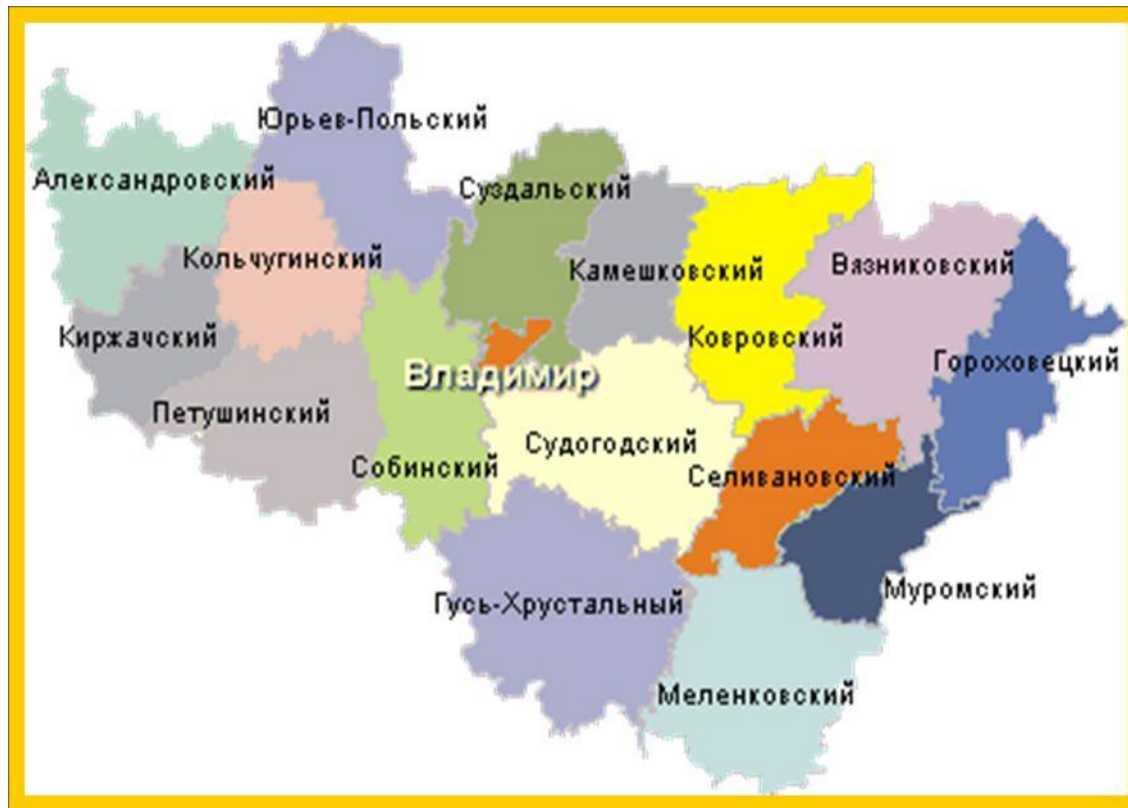 Юрьев-Польский
Александровский
Суздальский
Кольчугинский
Камешковский
Вязниковский
Киржачский
Ковровский
Гороховецкий
Владимир
Петушинский
Судогодский
Собинский
Селивановский
Муромский
Гусь-Хрустальный
Меленковский